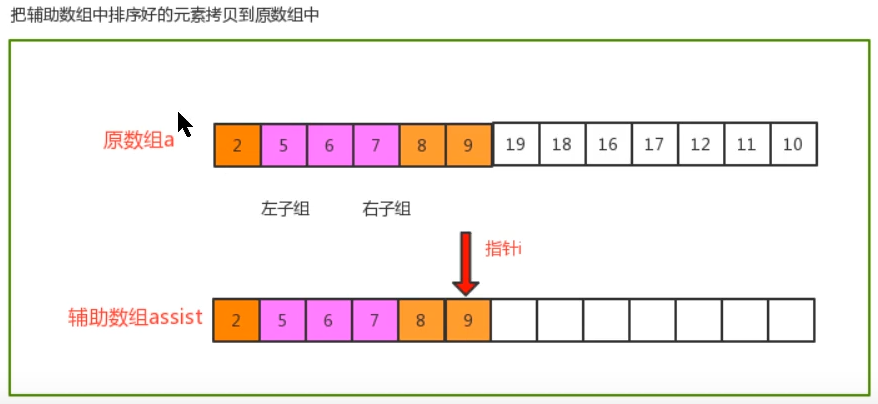 把辅助数组中排序好的元素拷贝到原数组中
原数组a 2 5 6 7 8 9 19 18 16 17 12 11 10
左子组 右子组
指针i
辅助数组assist 2 5 6 7 8 9